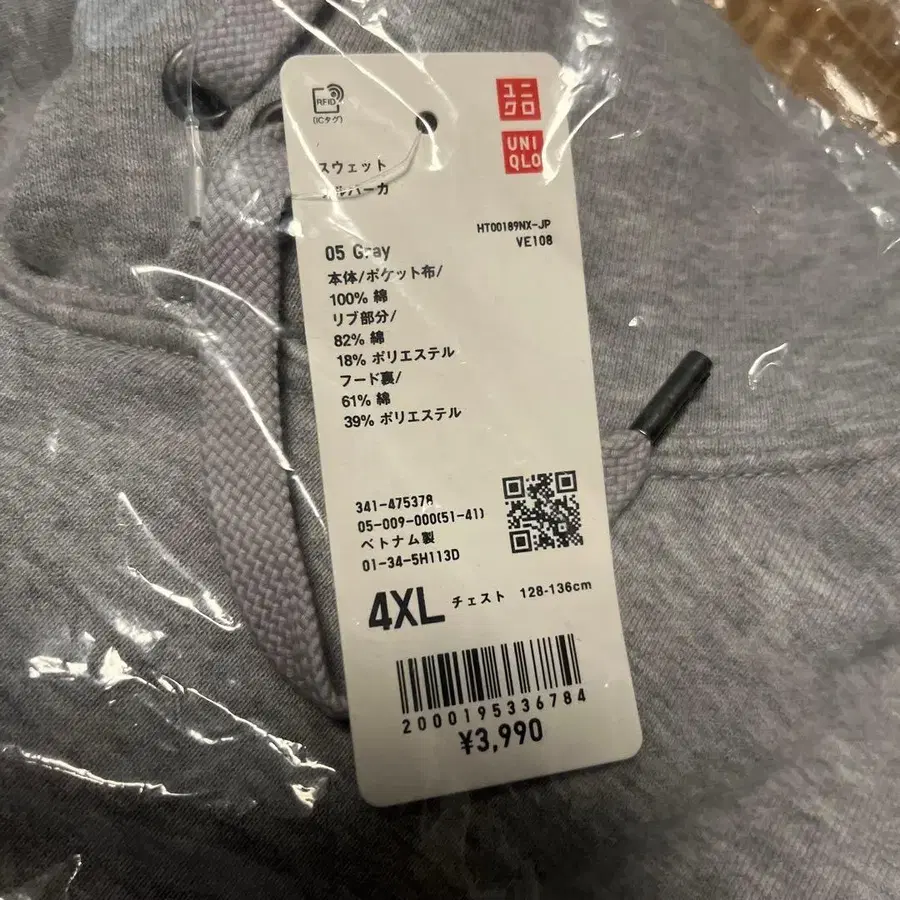 RFID
(ICタグ)
ユニ
クロ
UNI
QLO
スウェット
ルパーカ
HT00189NX-JP
VE108
05 Gray
本体/ポケット布/
100% 綿
リブ部分/
82% 綿
18% ポリエステル
フード裏/
61% 綿
39% ポリエステル
341-475378
05-009-000(51-41)
ベトナム製
01-34-5H113D
4XL チェスト 128-136cm
2000195336784
¥3,990